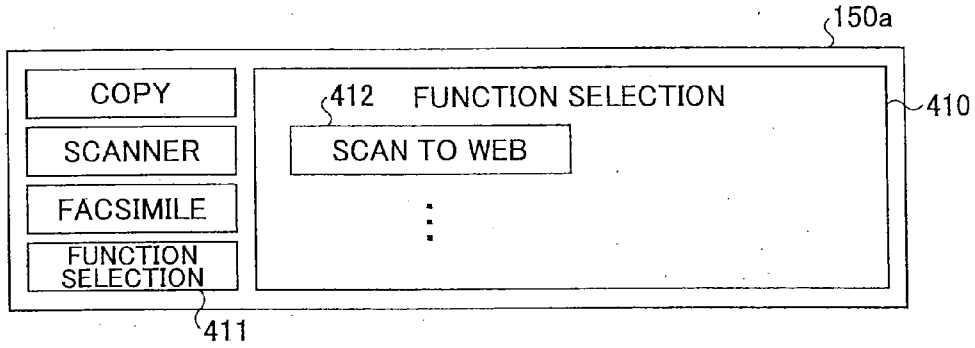 150a
COPY
SCANNER
FACSIMILE
FUNCTION
SELECTION
411
412
FUNCTION SELECTION
410
SCAN TO WEB